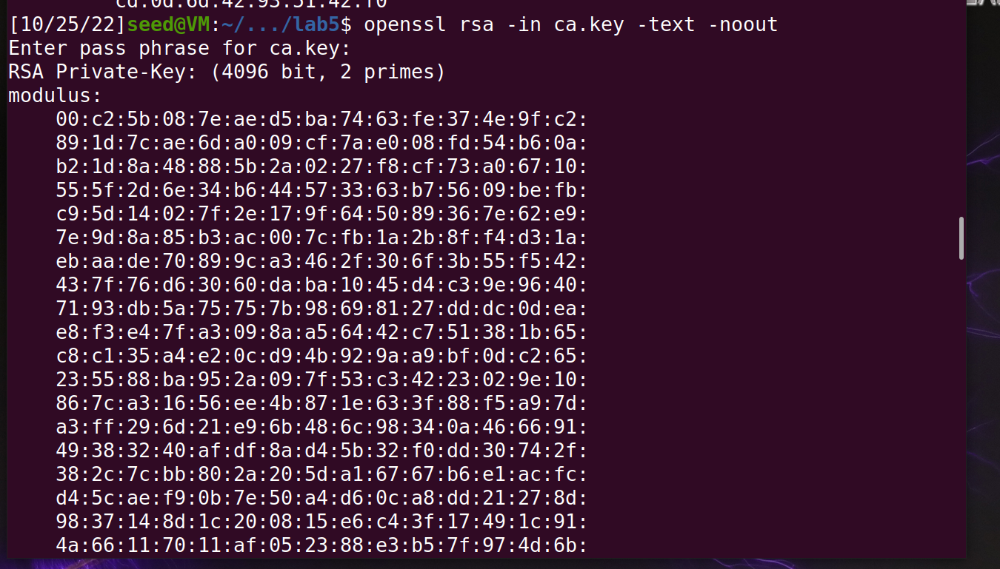 cd:0d:6d:42:93:51:42:f0
[10/25/22]seed@VM:~/.../lab5$ openssl rsa -in ca.key -text -noout
Enter pass phrase for ca.key:
RSA Private-Key: (4096 bit, 2 primes)
modulus:
    00:c2:5b:08:7e:ae:d5:ba:74:63:fe:37:4e:9f:c2:
    89:1d:7c:ae:6d:a0:09:cf:7a:e0:08:fd:54:b6:0a:
    b2:1d:8a:48:88:5b:2a:02:27:f8:cf:73:a0:67:10:
    55:5f:2d:6e:34:b6:44:57:33:63:b7:56:09:be:fb:
    c9:5d:14:02:7f:2e:17:9f:64:50:89:36:7e:62:e9:
    7e:9d:8a:85:b3:ac:00:7c:fb:1a:2b:8f:f4:d3:1a:
    eb:aa:de:70:89:9c:a3:46:2f:30:6f:3b:55:f5:42:
    43:7f:76:d6:30:60:da:ba:10:45:d4:c3:9e:96:40:
    71:93:db:5a:75:75:7b:98:69:81:27:dd:dc:0d:ea:
    e8:f3:e4:7f:a3:09:8a:a5:64:42:c7:51:38:1b:65:
    c8:c1:35:a4:e2:0c:d9:4b:92:9a:a9:bf:0d:c2:65:
    23:55:88:ba:95:2a:09:7f:53:c3:42:23:02:9e:10:
    86:7c:a3:16:56:ee:4b:87:1e:63:3f:88:f5:a9:7d:
    a3:ff:29:6d:21:e9:6b:48:6c:98:34:0a:46:66:91:
    49:38:32:40:af:df:8a:d4:5b:32:f0:dd:30:74:2f:
    38:2c:7c:bb:80:2a:20:5d:a1:67:67:b6:e1:ac:fc:
    d4:5c:ae:f9:0b:7e:50:a4:d6:0c:a8:dd:21:27:8d:
    98:37:14:8d:1c:20:08:15:e6:c4:3f:17:49:1c:91:
    4a:66:11:70:11:af:05:23:88:e3:b5:7f:97:4d:6b: